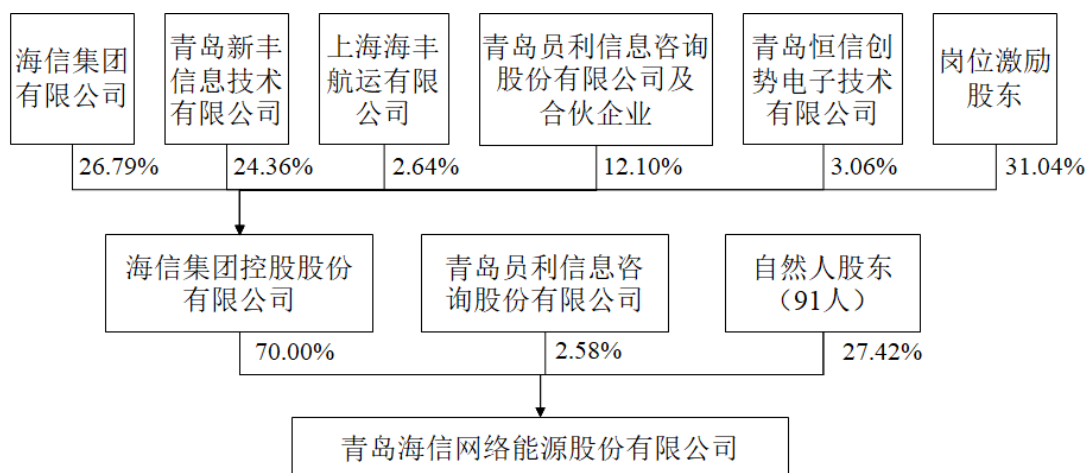 海信集团
有限公司
青岛新丰
信息技术
有限公司
上海海丰
航运有限
公司
青岛员利信息咨询
股份有限公司及
合伙企业
青岛恒信创
势电子技术
有限公司
岗位激励
股东
26.79%
24.36%
2.64%
12.10%
3.06%
31.04%
海信集团控股股份
有限公司
青岛员利信息咨
询股份有限公司
自然人股东
（91人）
70.00%
2.58%
27.42%
青岛海信网络能源股份有限公司